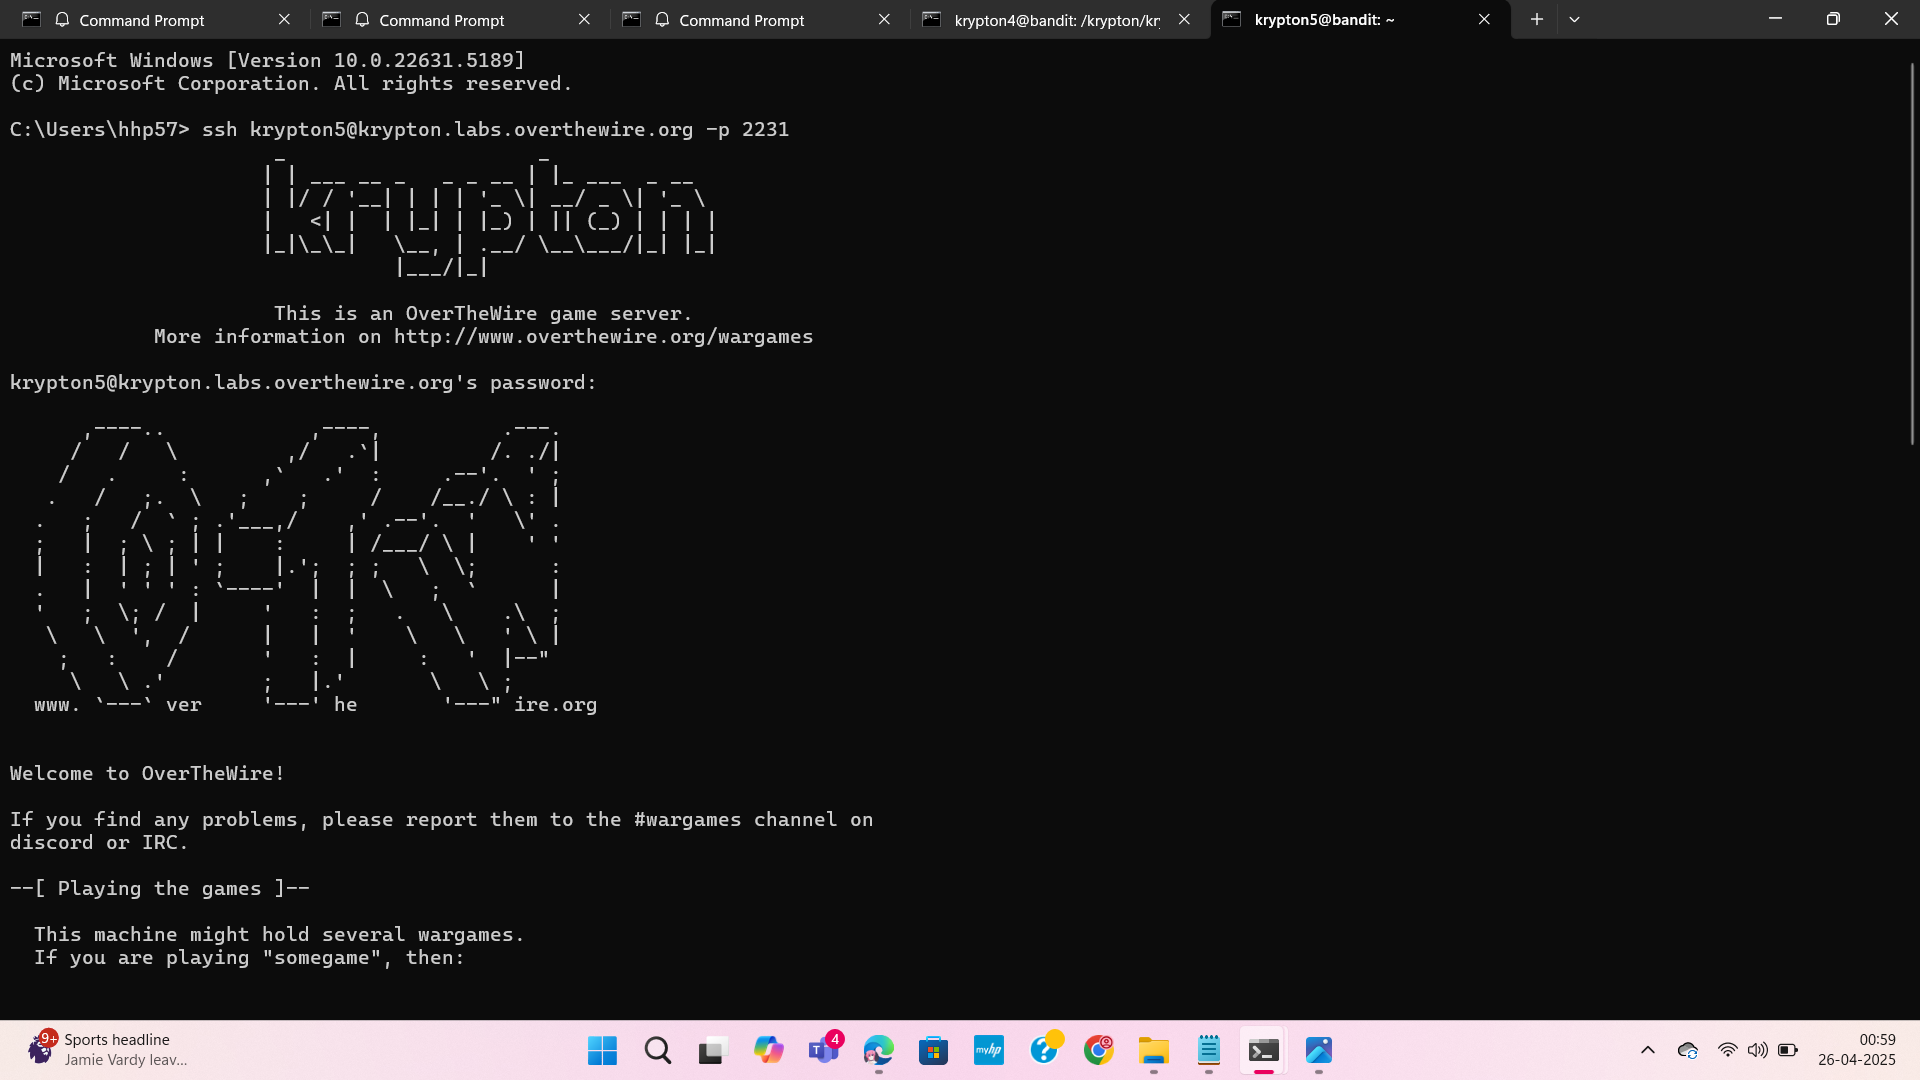 Command Prompt
Command Prompt
Command Prompt
krypton4@bandit: /krypton/kr
krypton5@bandit: ~
Microsoft Windows [Version 10.0.22631.5189]
(c) Microsoft Corporation. All rights reserved.
C:\Users\hhp57> ssh krypton5@krypton.labs.overthewire.org -p 2231
krypton
This is an OverTheWire game server.
More information on http://www.overthewire.org/wargames
krypton5@krypton.labs.overthewire.org's password:
www. ver he ire.org
Welcome to OverTheWire!
If you find any problems, please report them to the #wargames channel on
discord or IRC.
--[ Playing the games ]--
This machine might hold several wargames.
If you are playing "somegame", then:
9+
Sports headline
Jamie Vardy leav...
4
myhp
00:59
26-04-2025